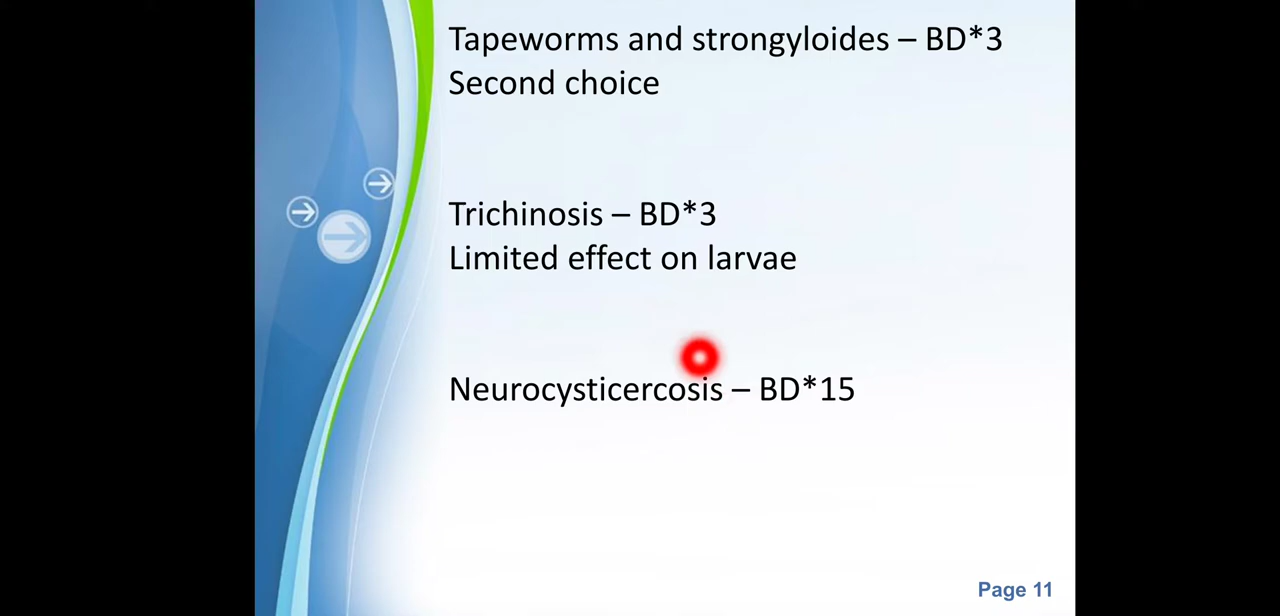 Tapeworms and strongyloides – BD*3
Second choice
Trichinosis – BD*3
Limited effect on larvae
Neurocysticercosis – BD*15
Page 11